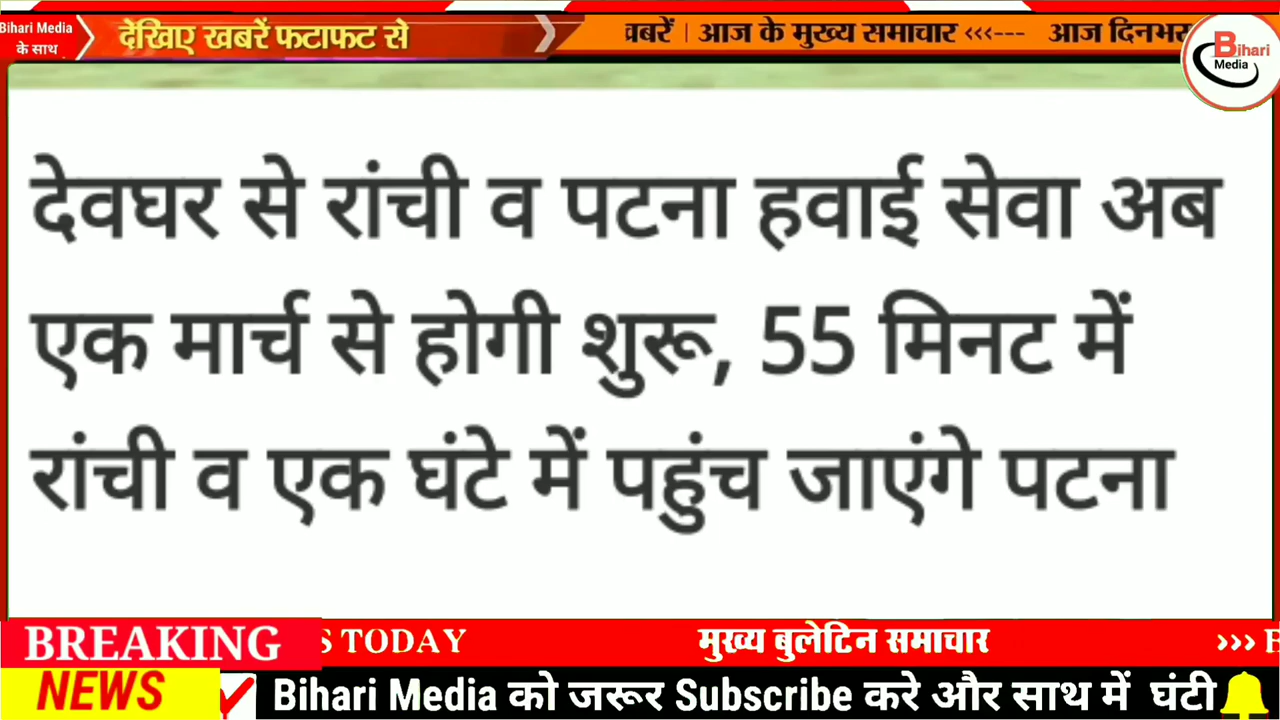 Bihari Media
के साथ
देखिए खबरें फटाफट से
खबरें | आज के मुख्य समाचार <<<--- आज दिनभर
Bihari
Media
देवघर से रांची व पटना हवाई सेवा अब
एक मार्च से होगी शुरू, 55 मिनट में
रांची व एक घंटे में पहुंच जाएंगे पटना
BREAKING
NEWS
S TODAY मुख्य बुलेटिन समाचार >>> B
Bihari Media को जरूर Subscribe करे और साथ में घंटी